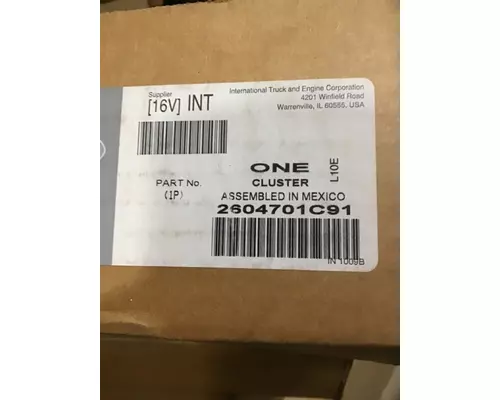 Supplier
[16V] INT
International Truck and Engine Corporation
4201 Winfield Road
Warrenville, IL 60555, USA
ONE
L10E
PART No.
CLUSTER
(1P)
ASSEMBLED IN MEXICO
2604701C91
IN 1009B